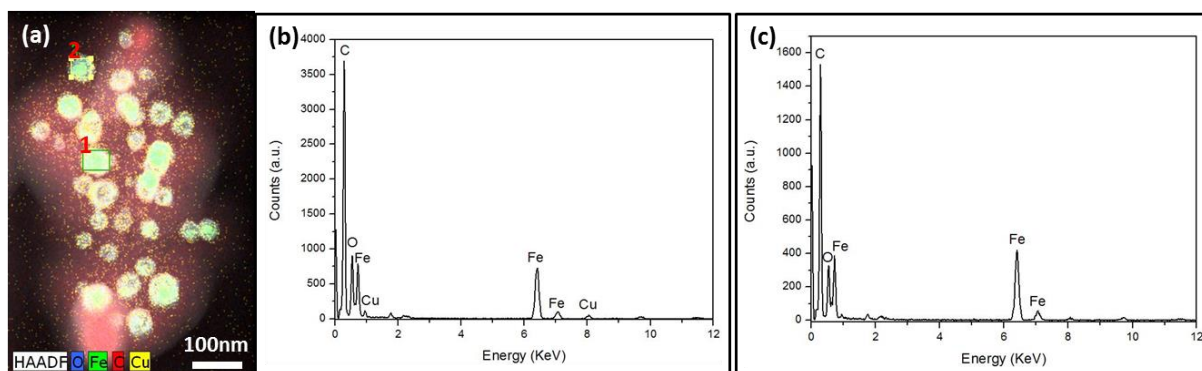 (a)
2
1
HAADF O Fe C Cu
100nm
(b)
4000
3500
3000
2500
2000
1500
1000
500
0
Counts (a.u.)
C
O
Fe
Cu
Fe
Fe
Cu
0 2 4 6 8 10 12
Energy (KeV)
(c)
1600
1400
1200
1000
800
600
400
200
0
Counts (a.u.)
C
O
Fe
Fe
Fe
0 2 4 6 8 10 12
Energy (KeV)